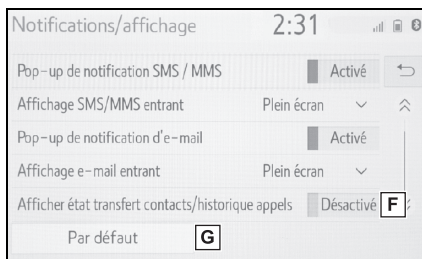 Notifications/affichage 2:31
Pop-up de notification SMS / MMS Activé
Affichage SMS/MMS entrant Plein écran
Pop-up de notification d'e-mail Activé
Affichage e-mail entrant Plein écran
Afficher état transfert contacts/historique appels Désactivé F
Par défaut G